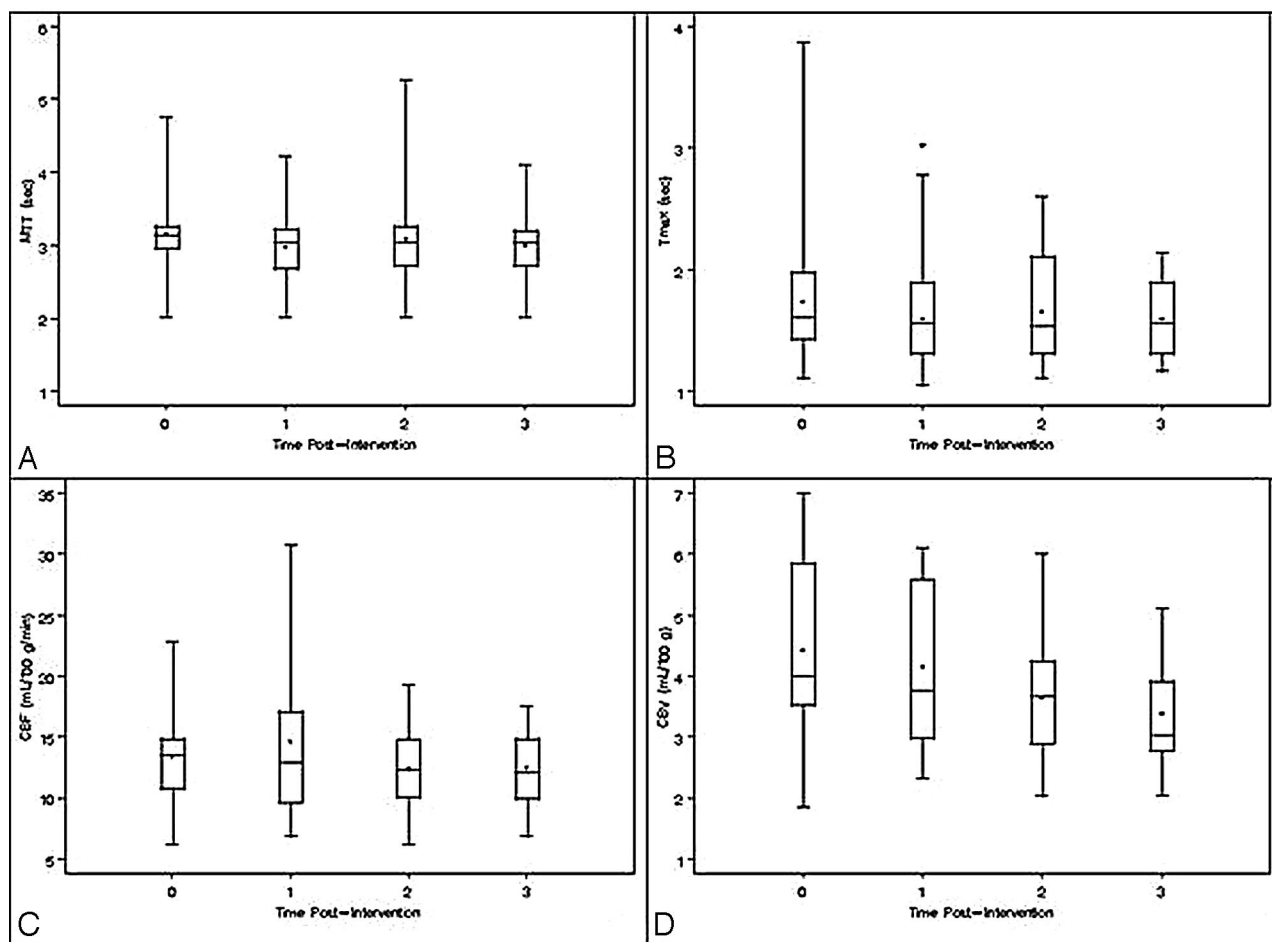 6
5
4
3
2
1
MTT (sec)
0 1 2 3
Time Post-Intervention
A
4
3
2
1
Tmax (sec)
0 1 2 3
Time Post-Intervention
B
35
30
25
20
15
10
5
CBF (mL/100 g/min)
0 1 2 3
Time Post-Intervention
C
7
6
5
4
3
2
1
CBV (mL/100 g)
0 1 2 3
Time Post-Intervention
D